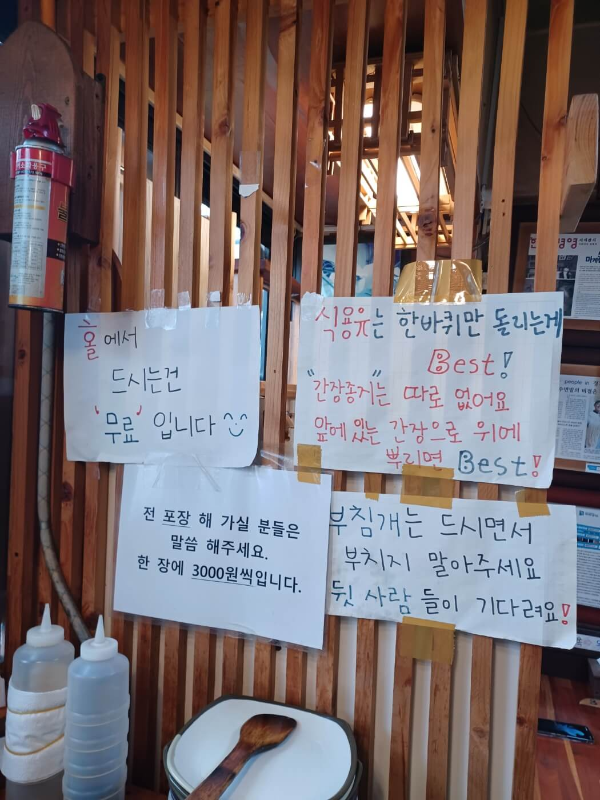 홀에서
드시는건
'무료' 입니다
식용유는 한바퀴만 돌리는게
Best!
"간장종지"는 따로 없어요
앞에 있는 간장으로 위에
뿌리면 Best!
전 포장 해 가실 분들은
말씀 해주세요.
한 장에 3000원씩입니다.
부침개는 드시면서
부치지 말아주세요
뒷 사람 들이 기다려요!